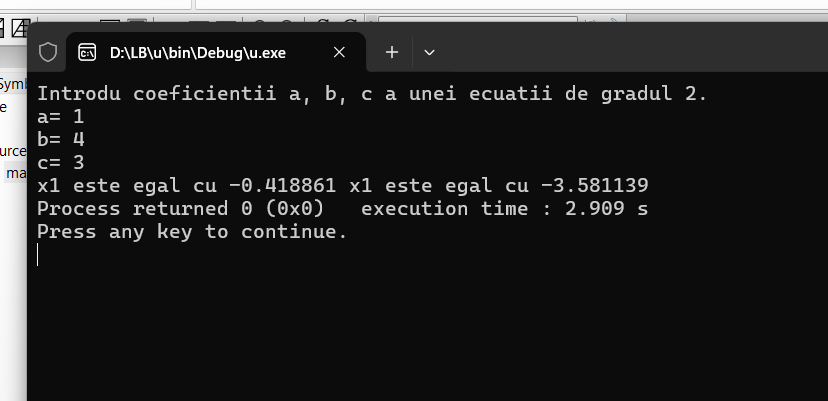 D:\LB\u\bin\Debug\u.exe
Symb
e
urce
ma
Introdu coeficientii a, b, c a unei ecuatii de gradul 2.
a= 1
b= 4
c= 3
x1 este egal cu -0.418861 x1 este egal cu -3.581139
Process returned 0 (0x0)   execution time : 2.909 s
Press any key to continue.